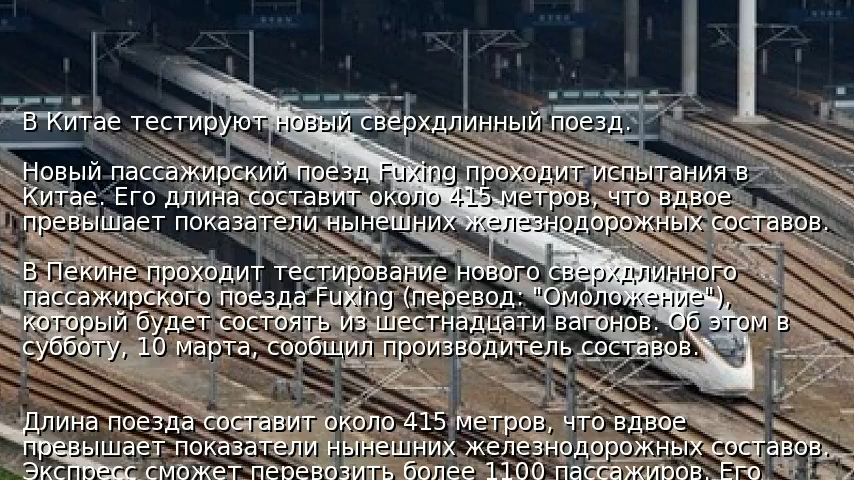 В Китае тестируют новый сверхдлинный поезд.
Новый пассажирский поезд Fuxing проходит испытания в
Китае. Его длина составит около 415 метров, что вдвое
превышает показатели нынешних железнодорожных составов.
В Пекине проходит тестирование нового сверхдлинного
пассажирского поезда Fuxing (перевод: "Омоложение"),
который будет состоять из шестнадцати вагонов. Об этом в
субботу, 10 марта, сообщил производитель составов.
Длина поезда составит около 415 метров, что вдвое
превышает показатели нынешних железнодорожных составов.
Экспресс сможет перевозить более 1100 пассажиров. Его